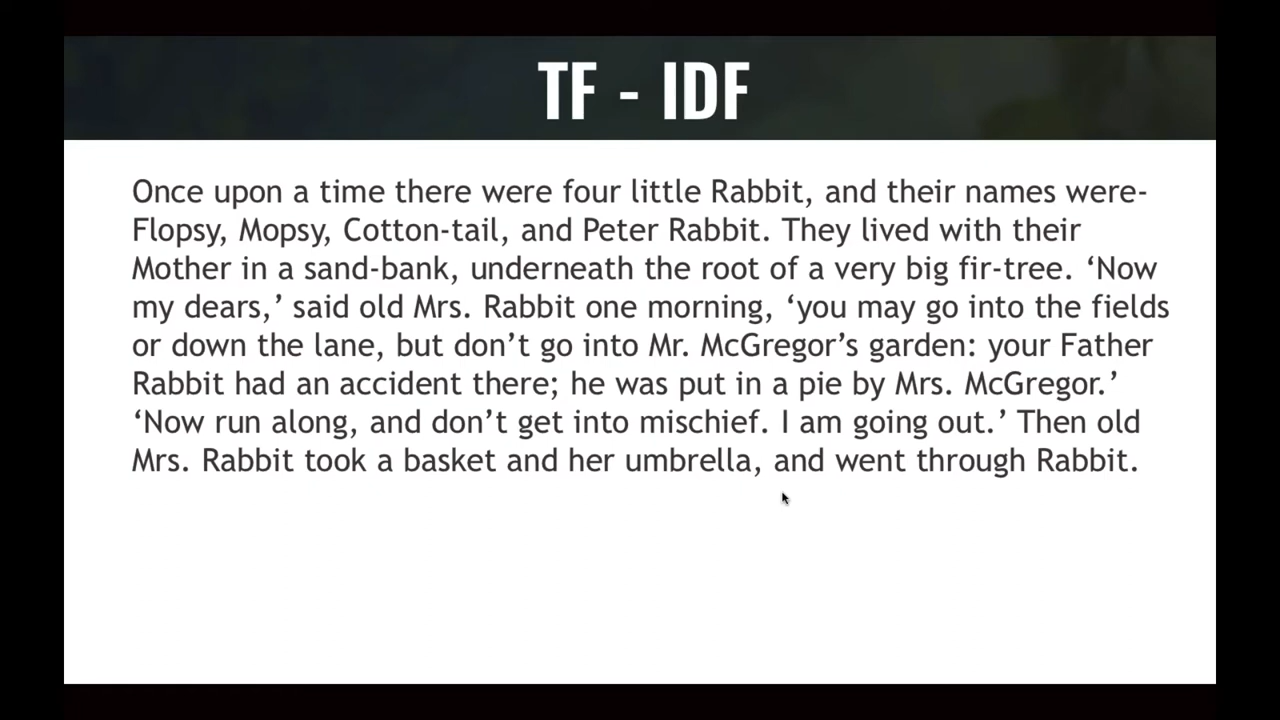 TF - IDF
Once upon a time there were four little Rabbit, and their names were-
Flopsy, Mopsy, Cotton-tail, and Peter Rabbit. They lived with their
Mother in a sand-bank, underneath the root of a very big fir-tree. ‘Now
my dears,’ said old Mrs. Rabbit one morning, ‘you may go into the fields
or down the lane, but don’t go into Mr. McGregor’s garden: your Father
Rabbit had an accident there; he was put in a pie by Mrs. McGregor.’
‘Now run along, and don’t get into mischief. I am going out.’ Then old
Mrs. Rabbit took a basket and her umbrella, and went through Rabbit.